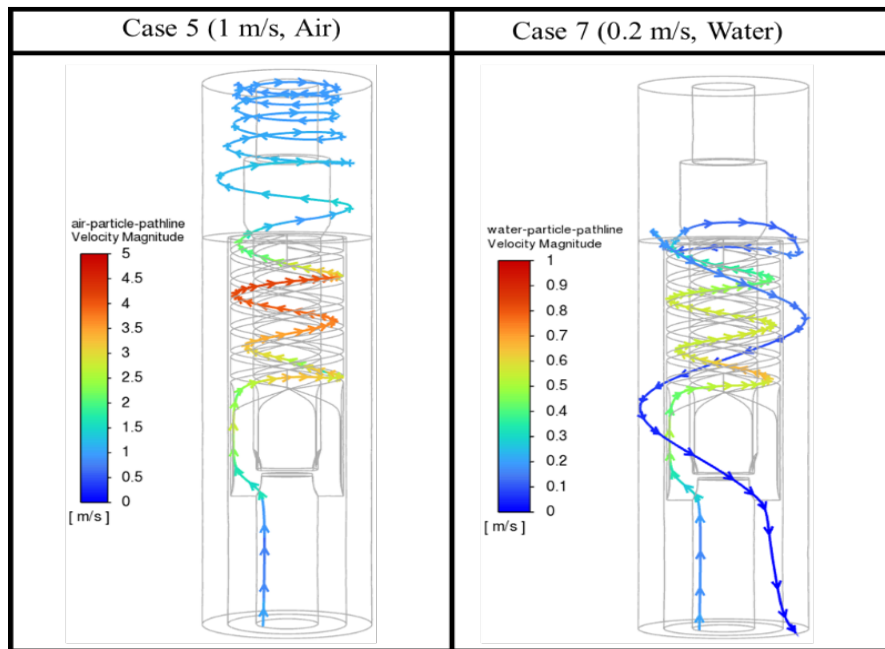 Case 5 (1 m/s, Air)
Case 7 (0.2 m/s, Water)
air-particle-pathline
Velocity Magnitude
5
4.5
4
3.5
3
2.5
2
1.5
1
0.5
0
[ m/s ]
water-particle-pathline
Velocity Magnitude
1
0.9
0.8
0.7
0.6
0.5
0.4
0.3
0.2
0.1
0
[ m/s ]